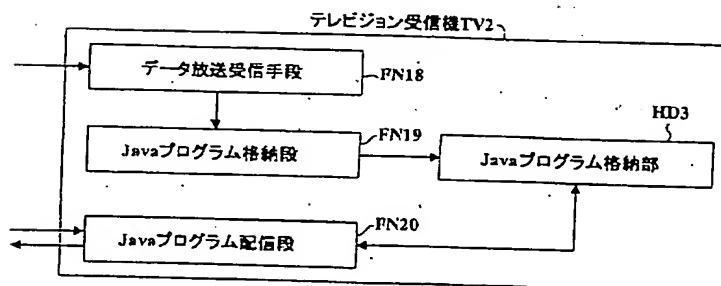 テレビジョン受信機TV2
データ放送受信手段
FN18
HD3
Javaプログラム格納段
FN19
Javaプログラム格納部
Javaプログラム配信段
FN20